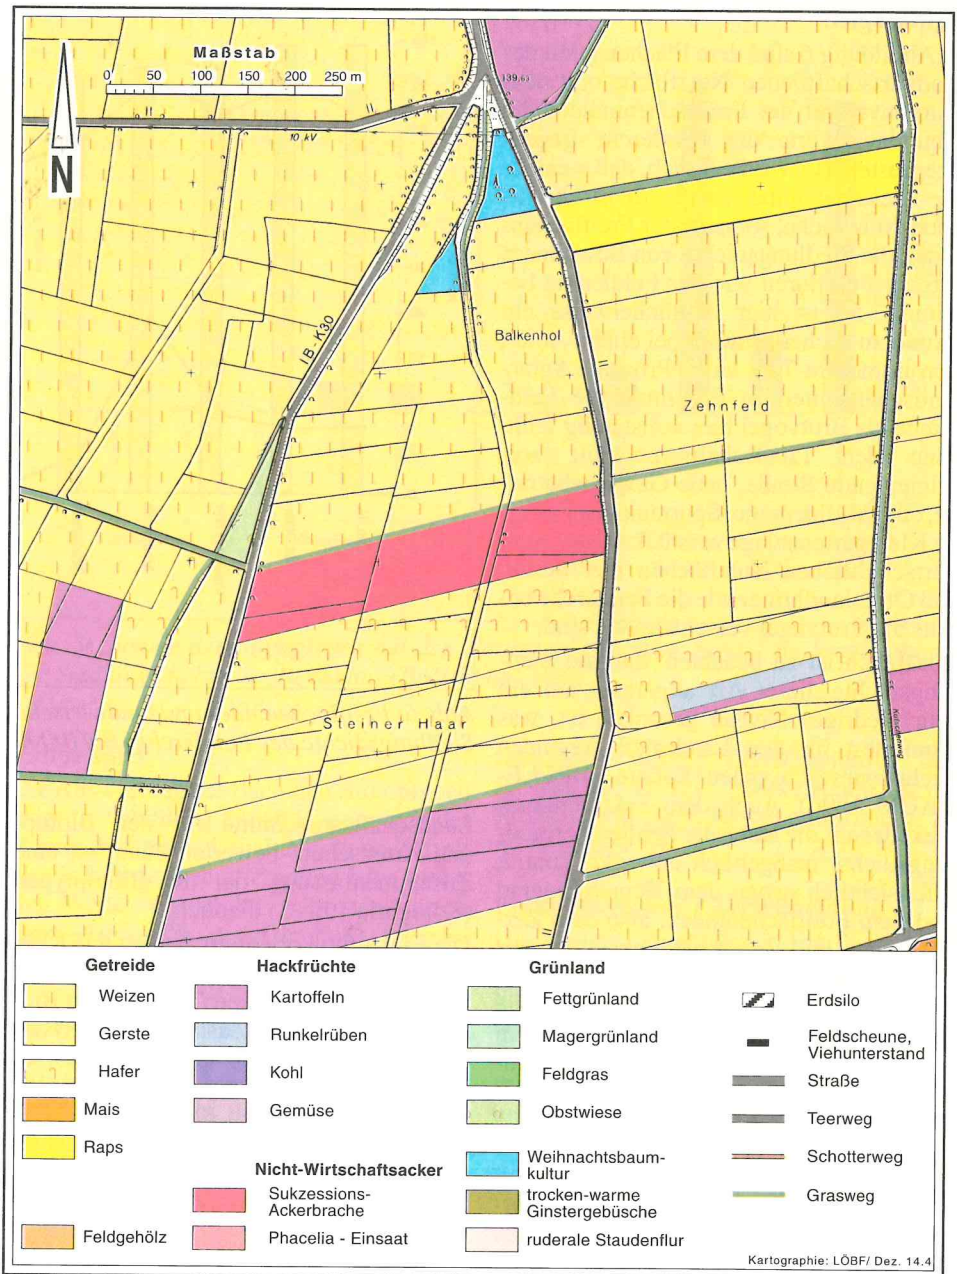 Maßstab
0 50 100 150 200 250 m
139,63
10 kV
N
IB-K30
Balkenhol
Zehnfeld
Steiner Haar
Getreide
Weizen
Gerste
Hafer
Mais
Raps
Feldgehölz
Hackfrüchte
Kartoffeln
Runkelrüben
Kohl
Gemüse
Nicht-Wirtschaftsacker
Sukzessions-
Ackerbrache
Phacelia - Einsaat
Grünland
Fettgrünland
Magergrünland
Feldgras
Obstwiese
Weihnachtsbaum-
kultur
trocken-warme
Ginstergebüsche
ruderale Staudenflur
Erdsilo
Feldscheune,
Viehunterstand
Straße
Teerweg
Schotterweg
Grasweg
Kartographie: LÖBF/ Dez. 14.4